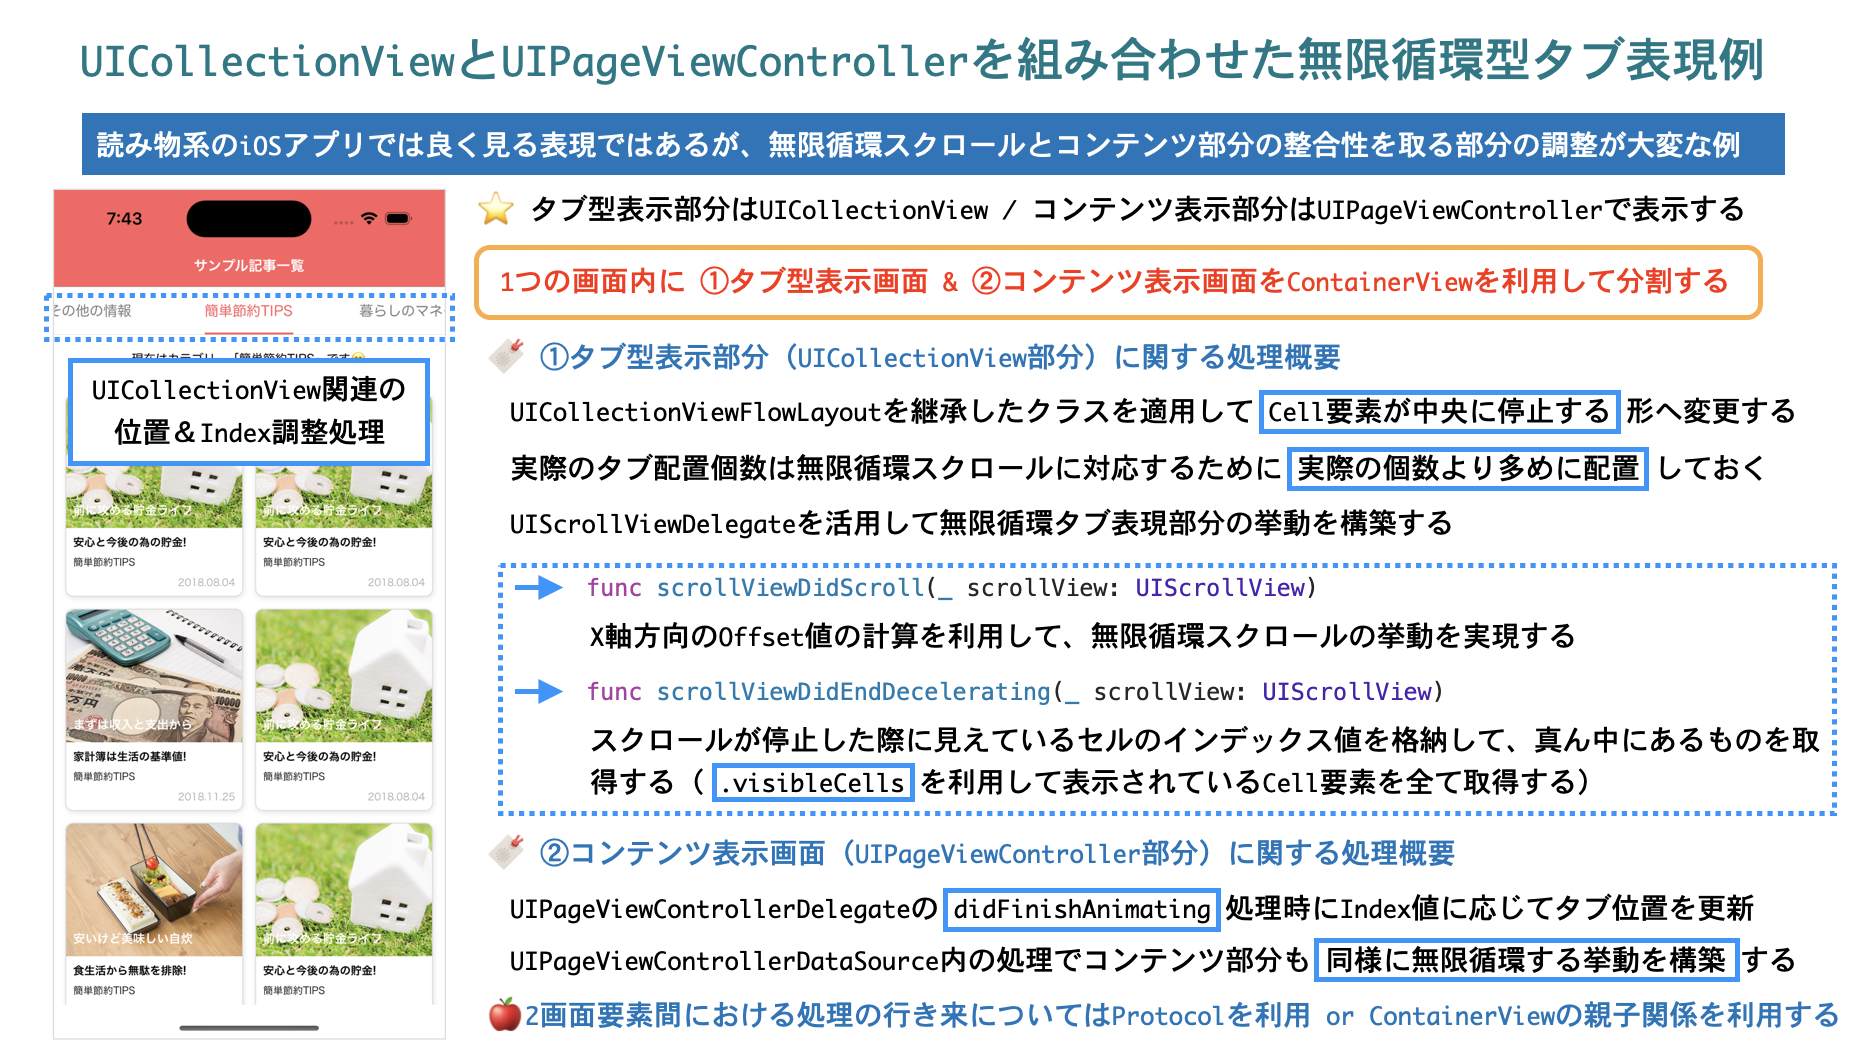 UICollectionViewとUIPageViewControllerを組み合わせた無限循環型タブ表現例
読み物系のiOSアプリでは良く見る表現ではあるが、無限循環スクロールとコンテンツ部分の整合性を取る部分の調整が大変な例
7:43
サンプル記事一覧
その他の情報 簡単節約TIPS 暮らしのマネ
現在はカテゴリー「簡単節約TIPS」です
UICollectionView関連の
位置＆Index調整処理
前に攻める貯金ライフ 前に攻める貯金ライフ
安心と今後の為の貯金! 安心と今後の為の貯金!
簡単節約TIPS 簡単節約TIPS
2018.08.04 2018.08.04
まずは収入と支出から 前に攻める貯金ライフ
家計簿は生活の基準値! 安心と今後の為の貯金!
簡単節約TIPS 簡単節約TIPS
2018.11.25 2018.08.04
安いけど美味しい自炊 前に攻める貯金ライフ
食生活から無駄を排除! 安心と今後の為の貯金!
簡単節約TIPS 簡単節約TIPS
⭐ タブ型表示部分はUICollectionView / コンテンツ表示部分はUIPageViewControllerで表示する
1つの画面内に ①タブ型表示画面 & ②コンテンツ表示画面をContainerViewを利用して分割する
①タブ型表示部分（UICollectionView部分）に関する処理概要
UICollectionViewFlowLayoutを継承したクラスを適用して Cell要素が中央に停止する 形へ変更する
実際のタブ配置個数は無限循環スクロールに対応するために 実際の個数より多めに配置 しておく
UIScrollViewDelegateを活用して無限循環タブ表現部分の挙動を構築する
func scrollViewDidScroll(_ scrollView: UIScrollView)
X軸方向のOffset値の計算を利用して、無限循環スクロールの挙動を実現する
func scrollViewDidEndDecelerating(_ scrollView: UIScrollView)
スクロールが停止した際に見えているセルのインデックス値を格納して、真ん中にあるものを取
得する（ .visibleCells を利用して表示されているCell要素を全て取得する）
②コンテンツ表示画面（UIPageViewController部分）に関する処理概要
UIPageViewControllerDelegateの didFinishAnimating 処理時にIndex値に応じてタブ位置を更新
UIPageViewControllerDataSource内の処理でコンテンツ部分も 同様に無限循環する挙動を構築 する
🍎2画面要素間における処理の行き来についてはProtocolを利用 or ContainerViewの親子関係を利用する